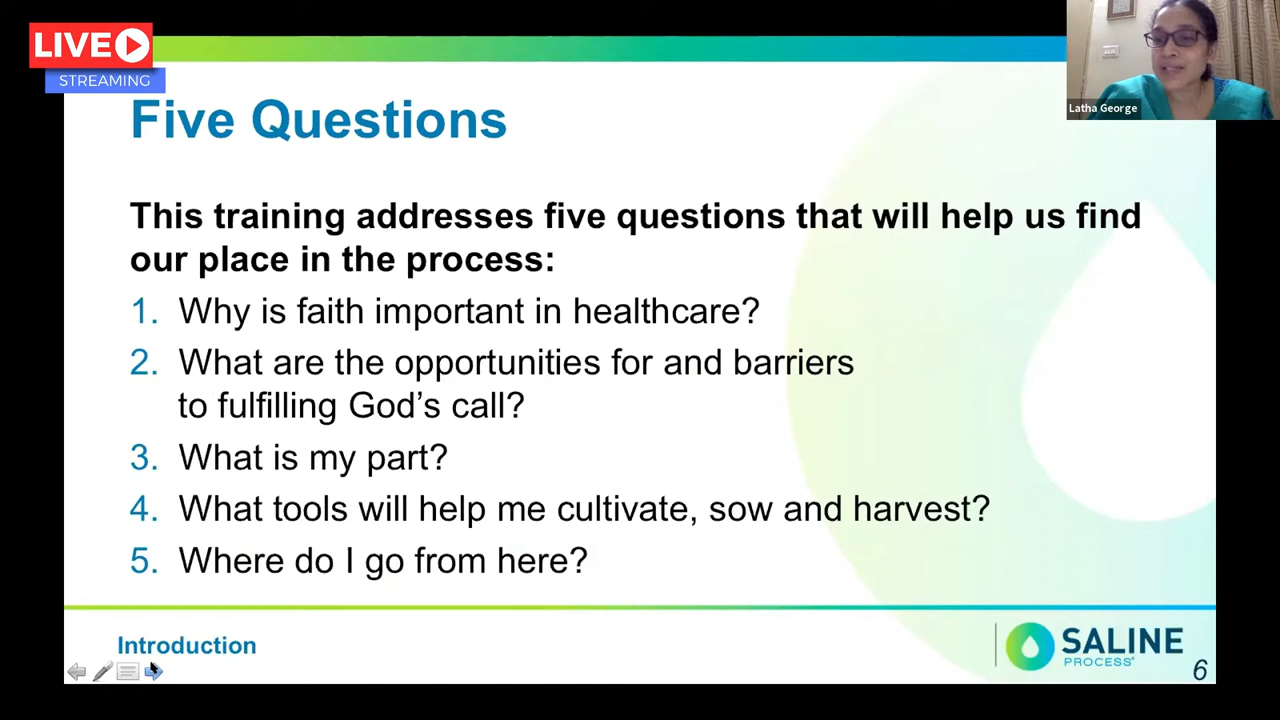 LIVE
STREAMING
Latha George
Five Questions
This training addresses five questions that will help us find
our place in the process:
1. Why is faith important in healthcare?
2. What are the opportunities for and barriers
to fulfilling God’s call?
3. What is my part?
4. What tools will help me cultivate, sow and harvest?
5. Where do I go from here?
Introduction
SALINE
PROCESS®
6